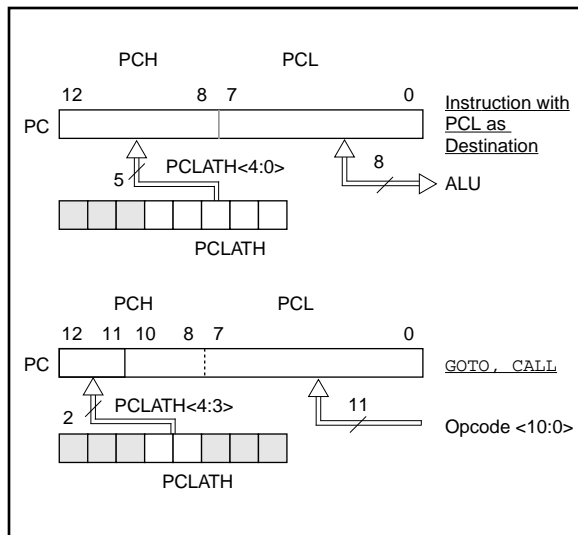 PCH PCL
12 8 7 0
Instruction with
PCL as
Destination
PC
5 PCLATH<4:0> 8
ALU
PCLATH
PCH PCL
12 11 10 8 7 0
PC GOTO, CALL
2 PCLATH<4:3> 11
Opcode <10:0>
PCLATH